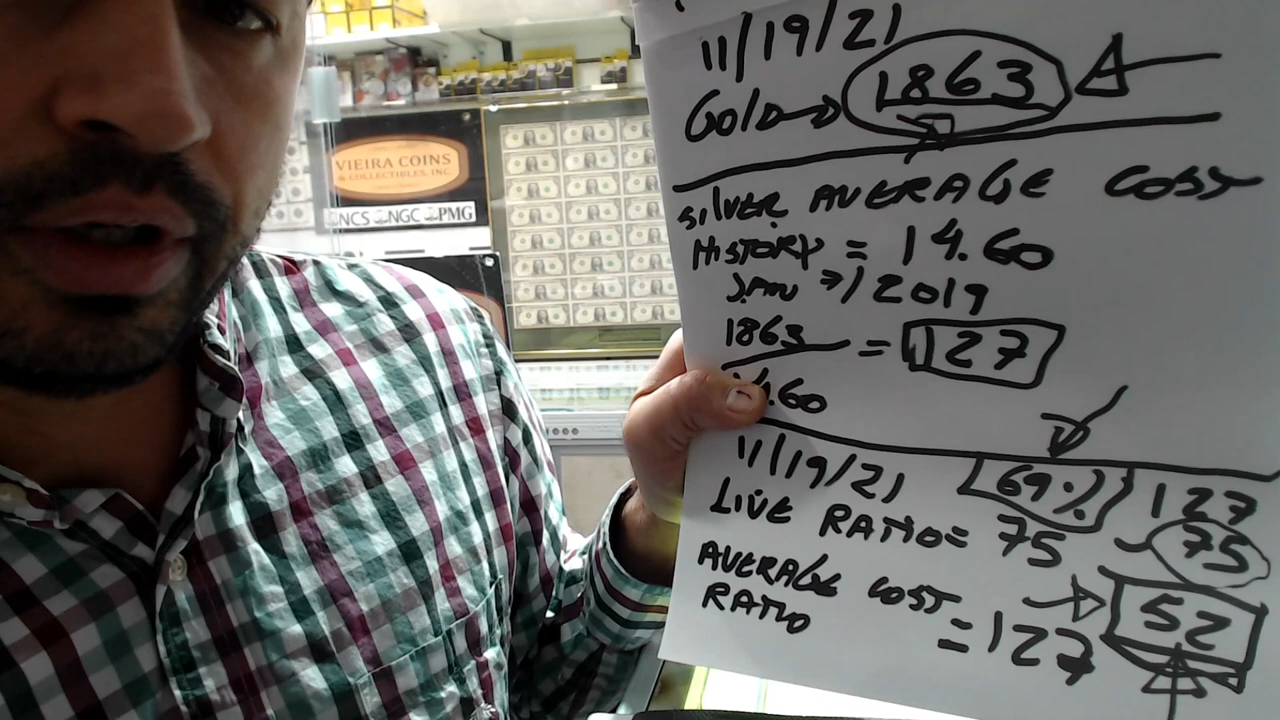 VIEIRA COINS
& COLLECTIBLES, INC.
NCS NGC PMG
11/19/21
Gold → 1863
SILVER AVERAGE COST
HISTORY = 14.60
JAN → / 2019
1863 = 127
.60
11/19/21 69% 127
LIVE RATIO = 75 - 75
AVERAGE COST RATIO = 127 → 52